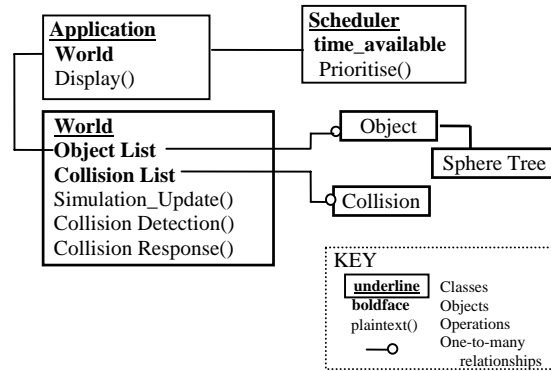 Application
World
Display()
Scheduler
time_available
Prioritise()
World
Object List
Collision List
Simulation_Update()
Collision Detection()
Collision Response()
Object
Sphere Tree
Collision
KEY
underline Classes
boldface Objects
plaintext() Operations
One-to-many
relationships